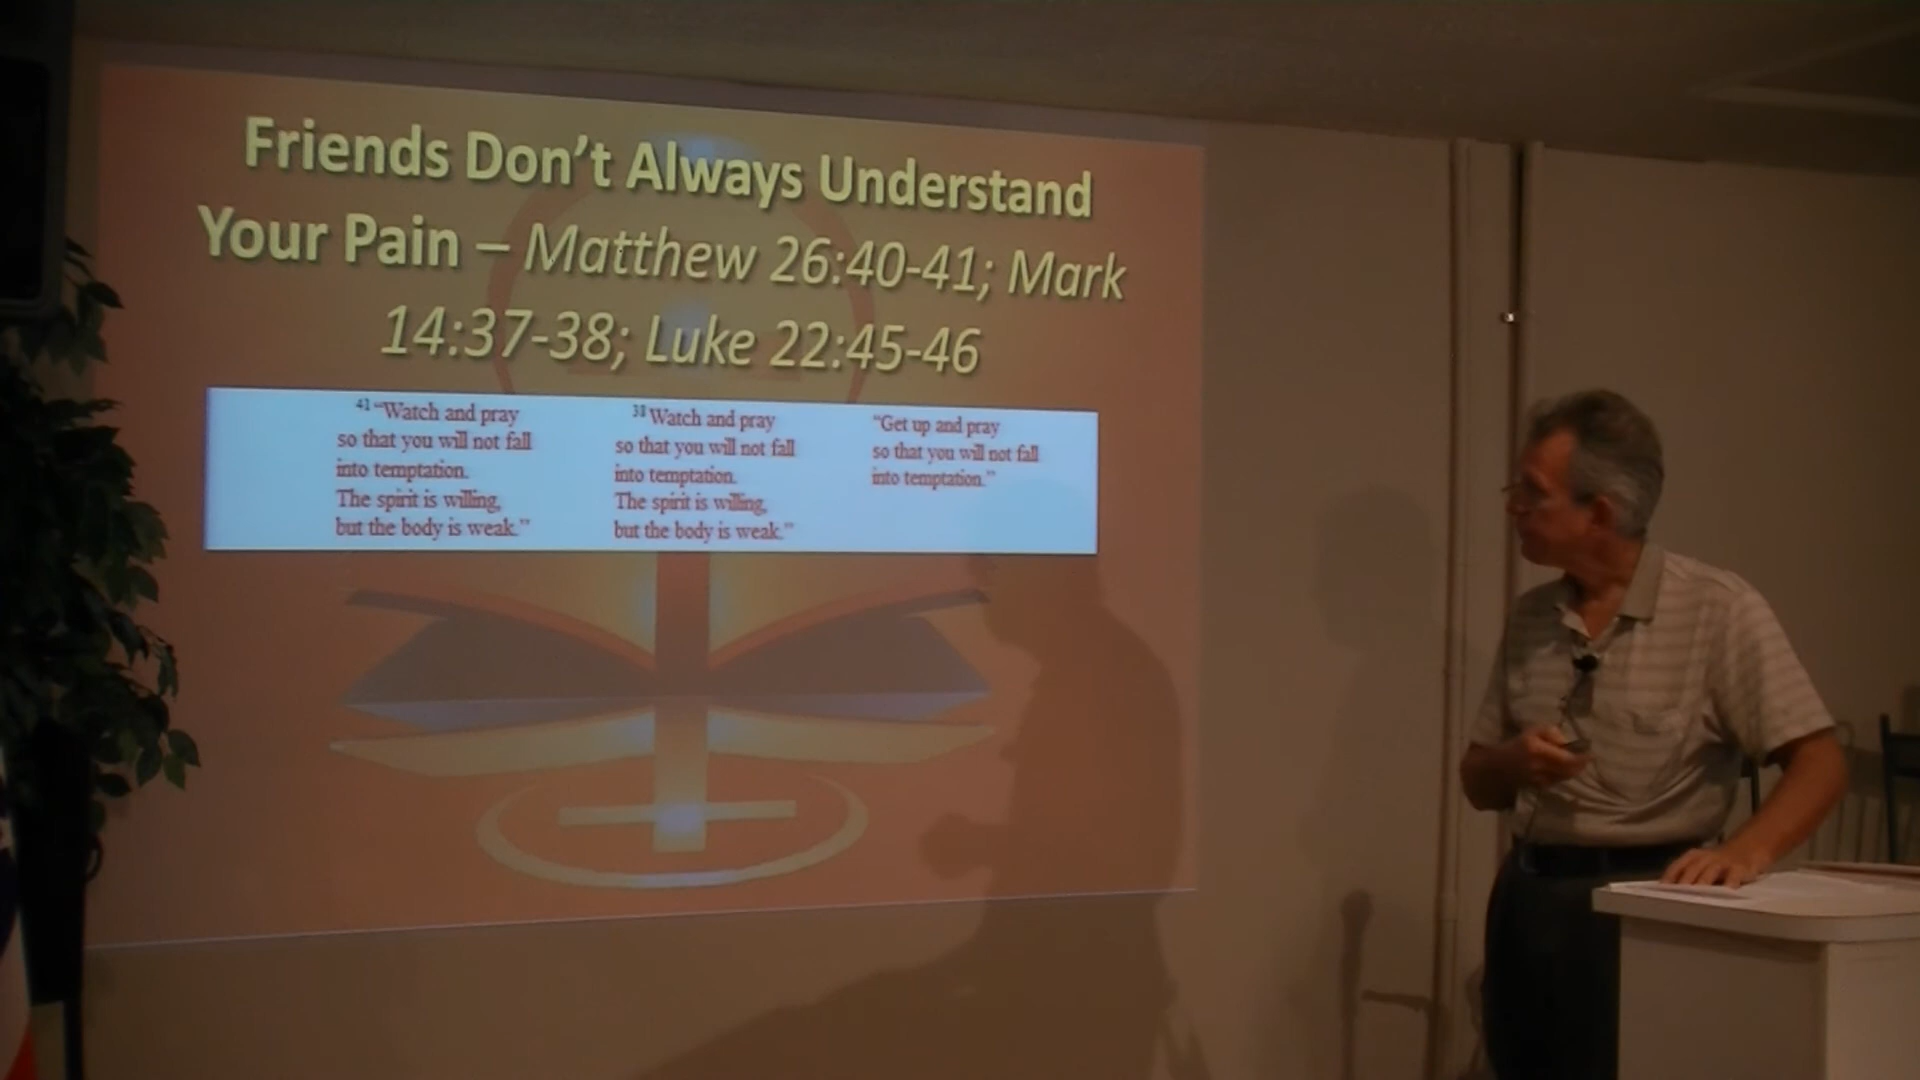 Friends Don't Always Understand
Your Pain – Matthew 26:40-41; Mark
14:37-38; Luke 22:45-46
41 "Watch and pray
so that you will not fall
into temptation.
The spirit is willing,
but the body is weak."
38 Watch and pray
so that you will not fall
into temptation.
The spirit is willing,
but the body is weak."
"Get up and pray
so that you will not fall
into temptation."